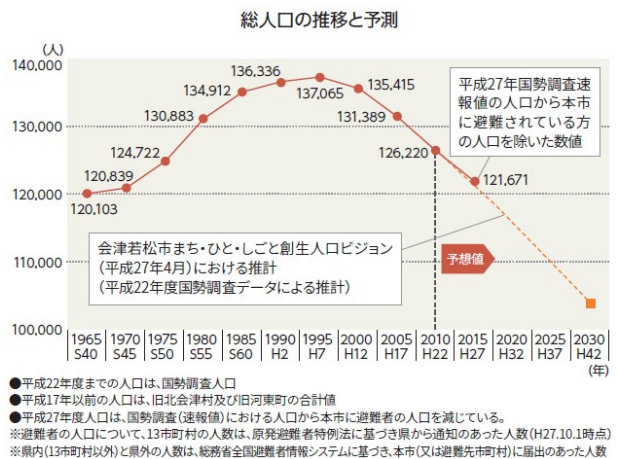 総人口の推移と予測
(人)
140,000
130,000
120,000
110,000
100,000
120,103
120,839
124,722
130,883
134,912
136,336
137,065
135,415
131,389
126,220
121,671
平成27年国勢調査速
報値の人口から本市
に避難されている方
の人口を除いた数値
会津若松市まち・ひと・しごと創生人口ビジョン
(平成27年4月)における推計
(平成22年度国勢調査データによる推計)
予想値
1965 1970 1975 1980 1985 1990 1995 2000 2005 2010 2015 2020 2025 2030
S40 S45 S50 S55 S60 H2 H7 H12 H17 H22 H27 H32 H37 H42
(年)
●平成22年度までの人口は、国勢調査人口
●平成17年以前の人口は、旧北会津村及び旧河東町の合計値
●平成27年度人口は、国勢調査(速報値)における人口から本市に避難者の人口を減じている。
※避難者の人口について、13市町村の人数は、原発避難者特例法に基づき県から通知のあった人数(H27.10.1時点)
※県内(13市町村以外)と県外の人数は、総務省全国避難者情報システムに基づき、本市(又は避難先市町村)に届出のあった人数